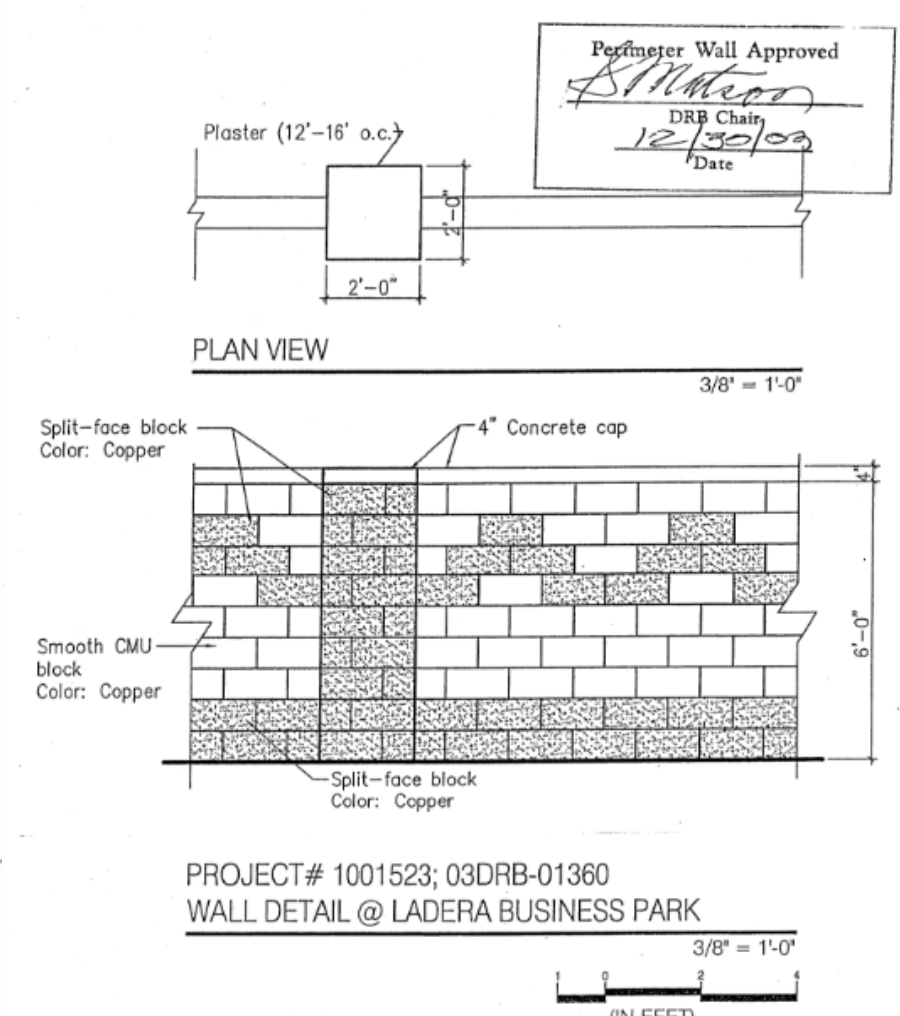 Perimeter Wall Approved
S Matson
DRB Chair
12/30/03
Date
Plaster (12'-16' o.c.)
2'-0"
2'-0"
PLAN VIEW
3/8" = 1'-0"
Split-face block
Color: Copper
4" Concrete cap
4"
6'-0"
Smooth CMU
block
Color: Copper
Split-face block
Color: Copper
PROJECT# 1001523; 03DRB-01360
WALL DETAIL @ LADERA BUSINESS PARK
3/8" = 1'-0"
1 0 2 4
(IN FEET)